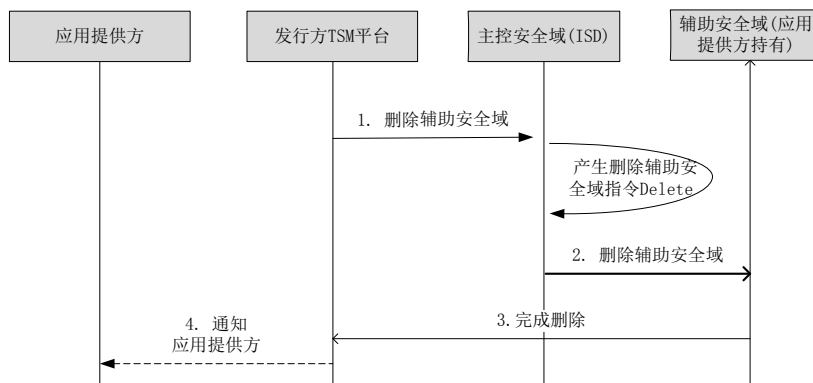 应用提供方
发行方TSM平台
主控安全域(ISD)
辅助安全域(应用
提供方持有)
1. 删除辅助安全域
产生删除辅助安
全域指令Delete
2. 删除辅助安全域
3.完成删除
4. 通知
应用提供方